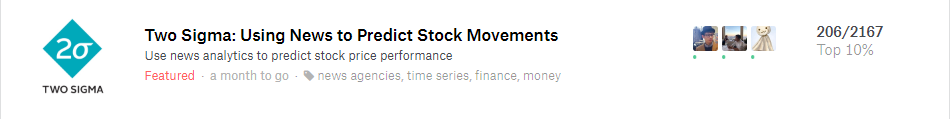 2σ
TWO SIGMA
Two Sigma: Using News to Predict Stock Movements
Use news analytics to predict stock price performance
Featured · a month to go · news agencies, time series, finance, money
206/2167
Top 10%